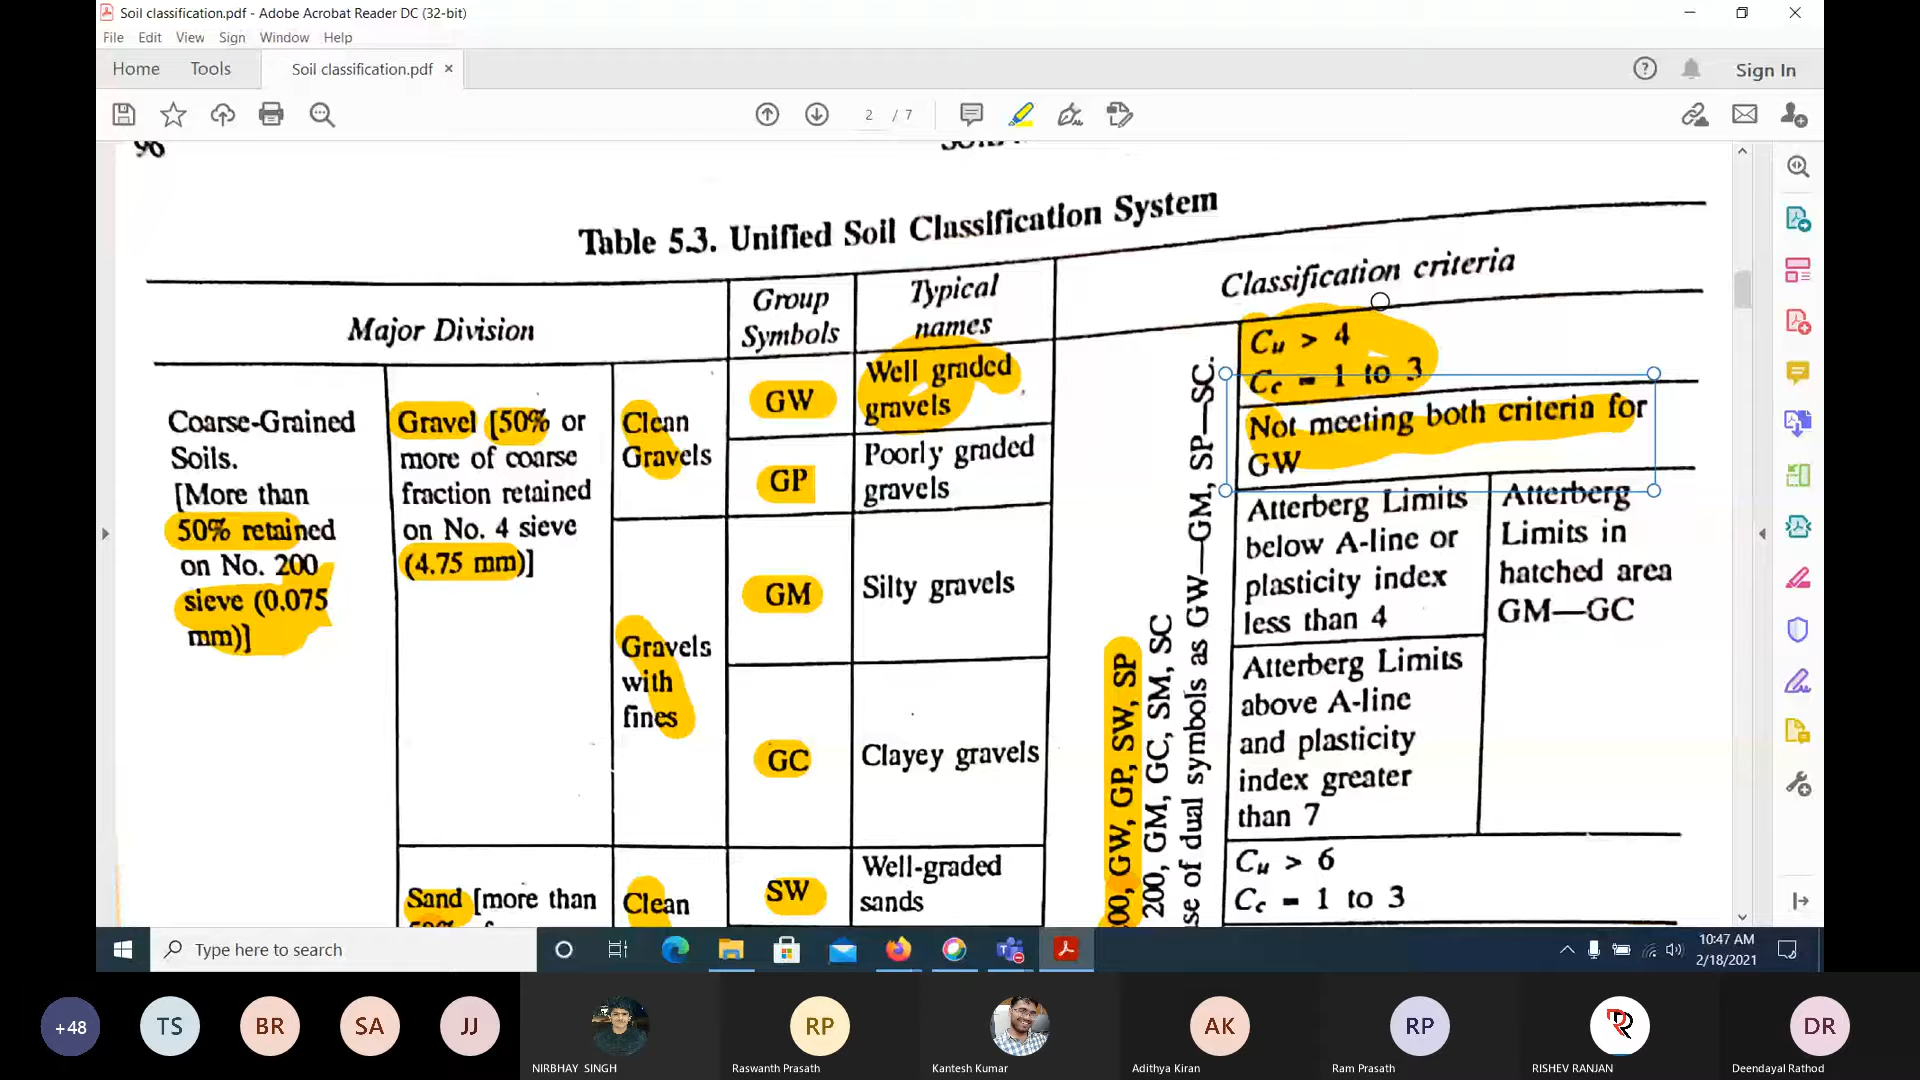 Soil classification.pdf - Adobe Acrobat Reader DC (32-bit)
File Edit View Sign Window Help
Home Tools Soil classification.pdf × Sign In
2 / 7
96
Table 5.3. Unified Soil Classification System
Major Division
Group
Symbols
Typical
names
Classification criteria
Coarse-Grained
Soils.
[More than
50% retained
on No. 200
sieve (0.075
mm)]
Gravel [50% or
more of coarse
fraction retained
on No. 4 sieve
(4.75 mm)]
Clean
Gravels
GW
Well graded
gravels
GP
Poorly graded
gravels
Gravels
with
fines
GM
Silty gravels
GC
Clayey gravels
Sand [more than
Clean
SW
Well-graded
sands
00, GW, GP, SW, SP
200, GM, GC, SM, SC
se of dual symbols as GW—GM, SP—SC.
Cu > 4
Cc = 1 to 3
Not meeting both criteria for
GW
Atterberg Limits
below A-line or
plasticity index
less than 4
Atterberg
Limits in
hatched area
GM—GC
Atterberg Limits
above A-line
and plasticity
index greater
than 7
Cu > 6
Cc = 1 to 3
Type here to search
10:47 AM
2/18/2021
+48 TS BR SA JJ RP AK RP DR
NIRBHAY SINGH Raswanth Prasath Kantesh Kumar Adithya Kiran Ram Prasath RISHEV RANJAN Deendayal Rathod